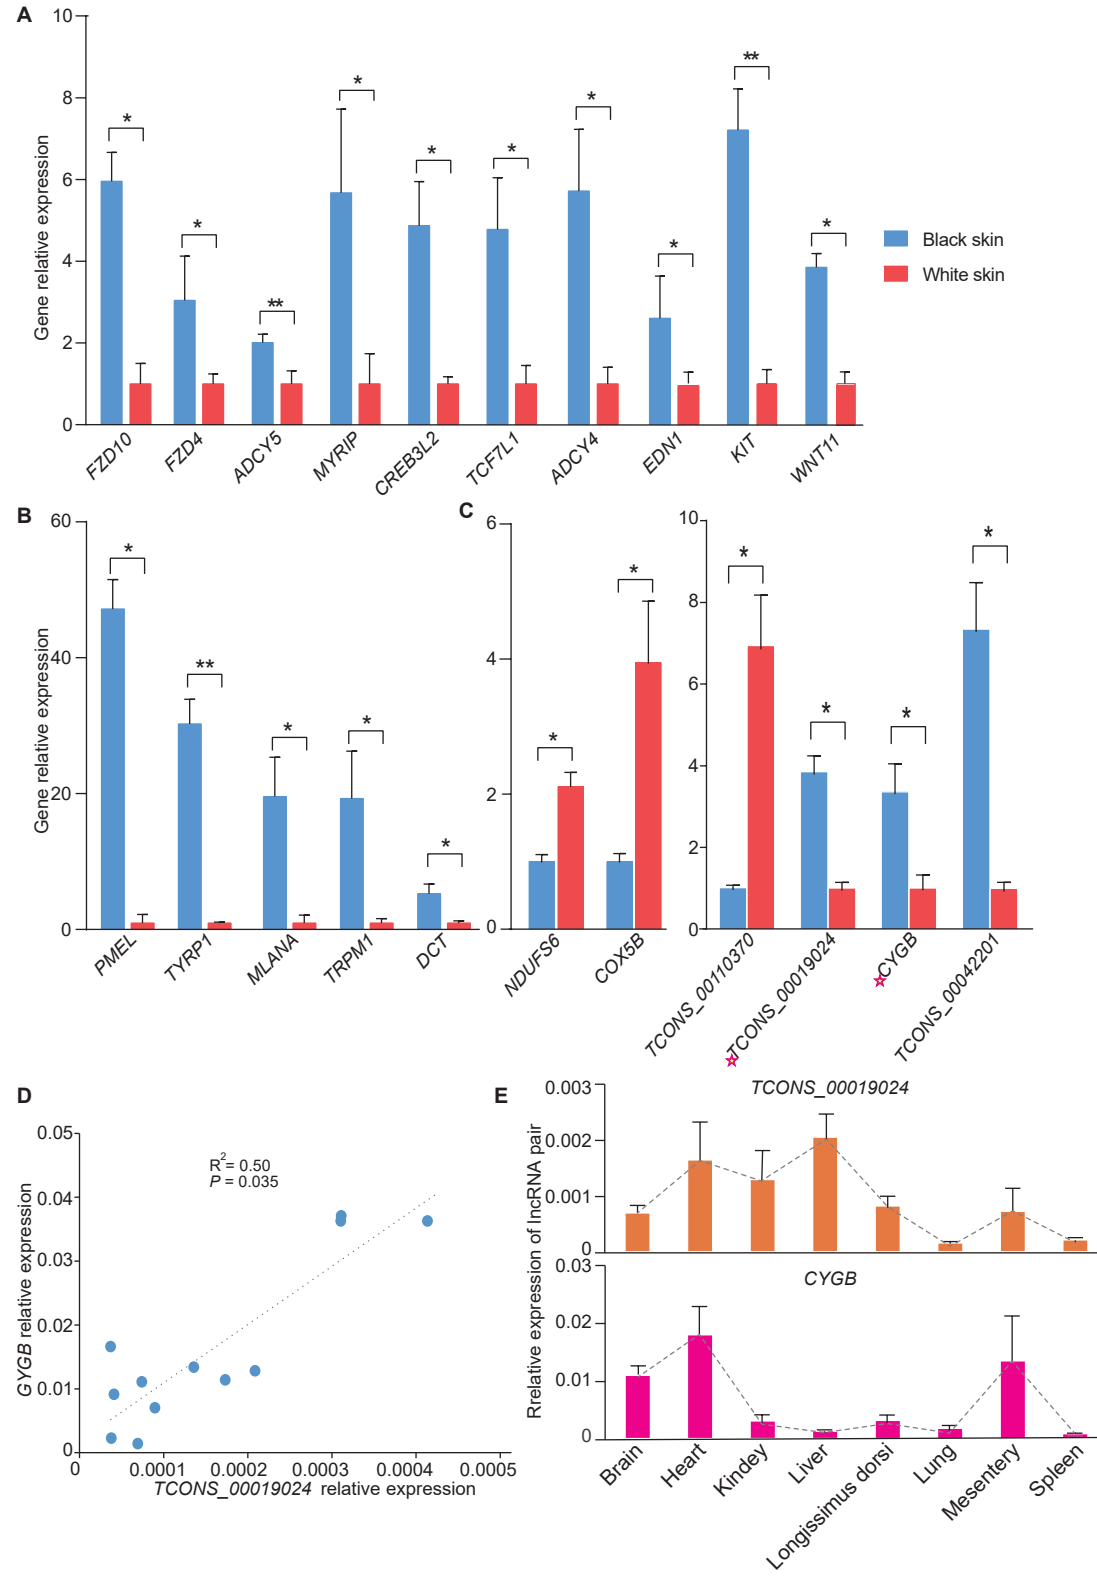 A
10
8
6
4
2
0
Gene relative expression
*
*
**
*
*
*
*
*
**
*
Black skin
White skin
FZD10
FZD4
ADCY5
MYRIP
CREB3L2
TCF7L1
ADCY4
EDN1
KIT
WNT11
B
60
40
20
0
Gene relative expression
*
**
*
*
*
PMEL
TYRP1
MLANA
TRPM1
DCT
C
6
4
2
0
*
*
NDUFS6
COX5B
10
8
6
4
2
0
*
*
*
*
TCONS_00110370
☆TCONS_00019024
☆CYGB
TCONS_00042201
D
0.05
0.04
0.03
0.02
0.01
0
GYGB relative expression
R2= 0.50
P = 0.035
0 0.0001 0.0002 0.0003 0.0004 0.0005
TCONS_00019024 relative expression
E
Rrelative expression of lncRNA pair
TCONS_00019024
0.003
0.002
0.001
0
CYGB
0.03
0.02
0.01
0
Brain
Heart
Kindey
Liver
Longissimus dorsi
Lung
Mesentery
Spleen